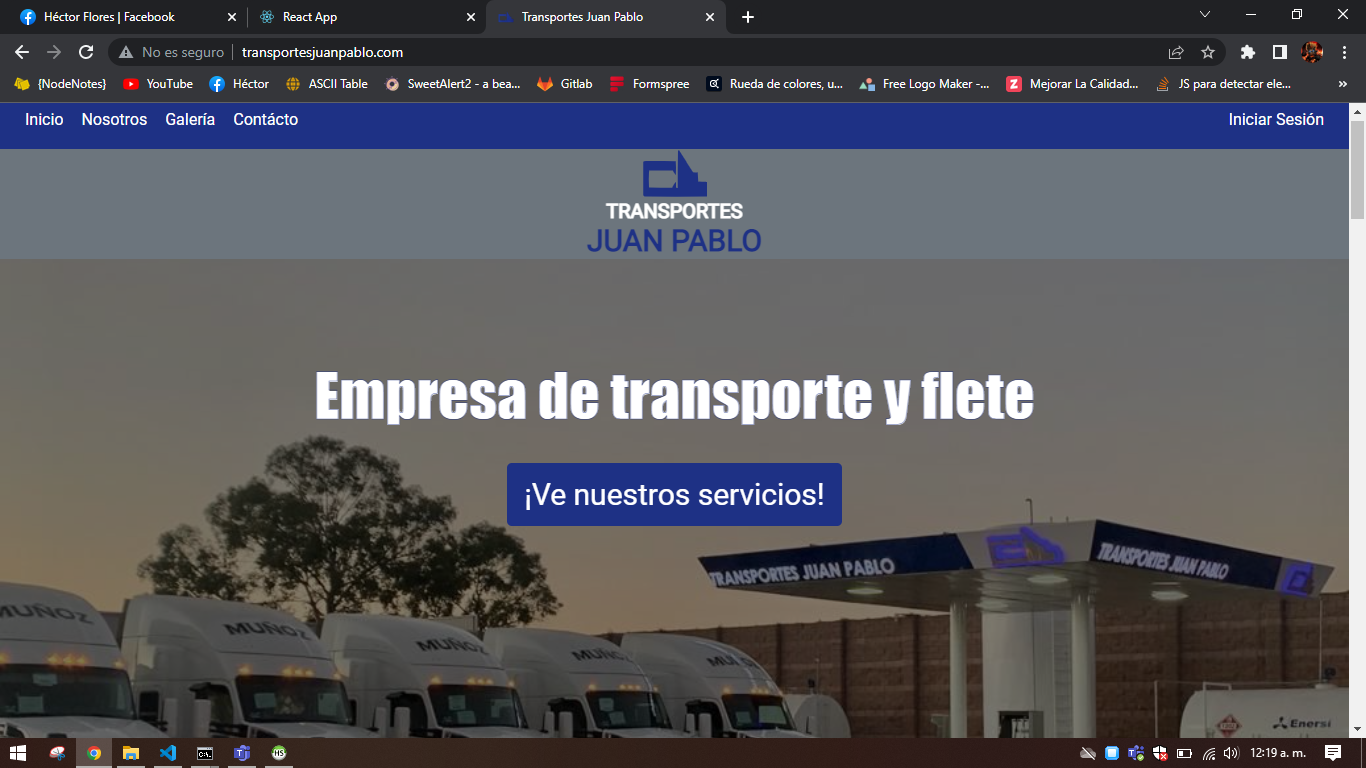 Héctor Flores | Facebook
React App
Transportes Juan Pablo
No es seguro
transportesjuanpablo.com
{NodeNotes}
YouTube
Héctor
ASCII Table
SweetAlert2 - a bea...
Gitlab
Formspree
Rueda de colores, u...
Free Logo Maker -...
Mejorar La Calidad...
JS para detectar ele...
»
Inicio
Nosotros
Galería
Contácto
Iniciar Sesión
TRANSPORTES
JUAN PABLO
Empresa de transporte y flete
¡Ve nuestros servicios!
TRANSPORTES JUAN PABLO
TRANSPORTES JUAN PABLO
MUÑOZ
MUÑOZ
MUÑOZ
MUÑOZ
Enersi
12:19 a. m.